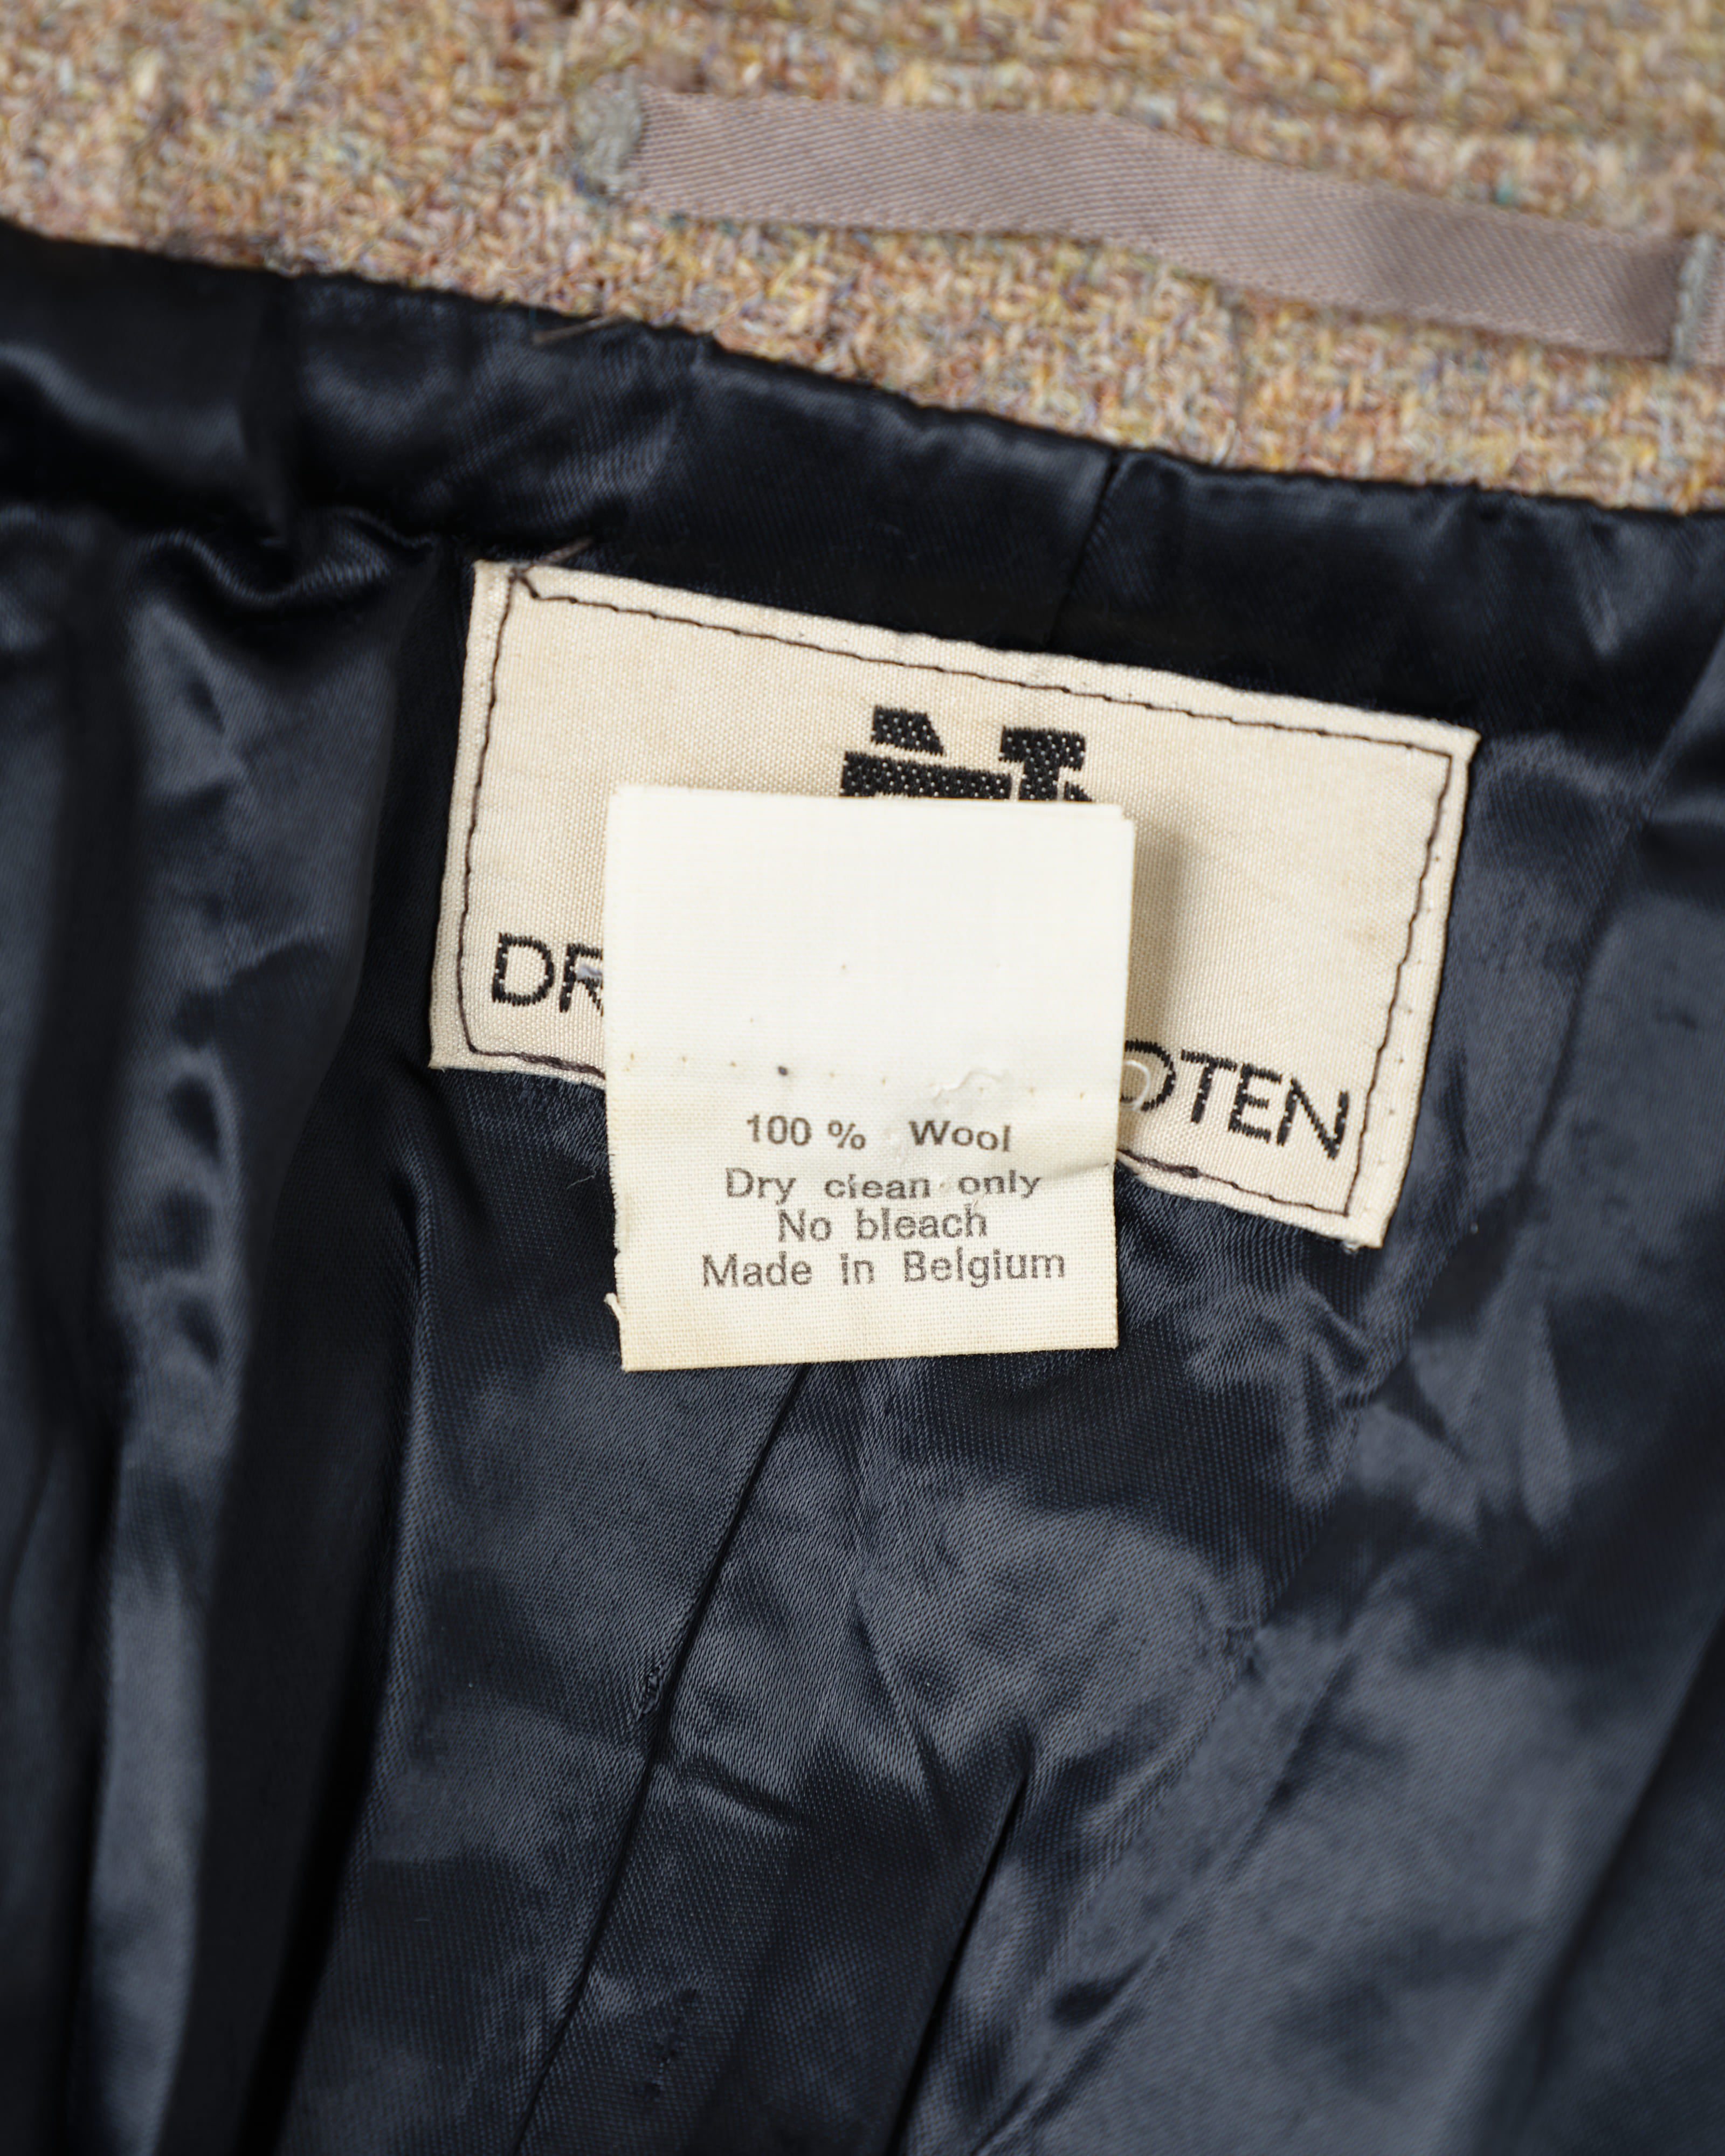 DR OTEN
100 % Wool
Dry clean only
No bleach
Made in Belgium